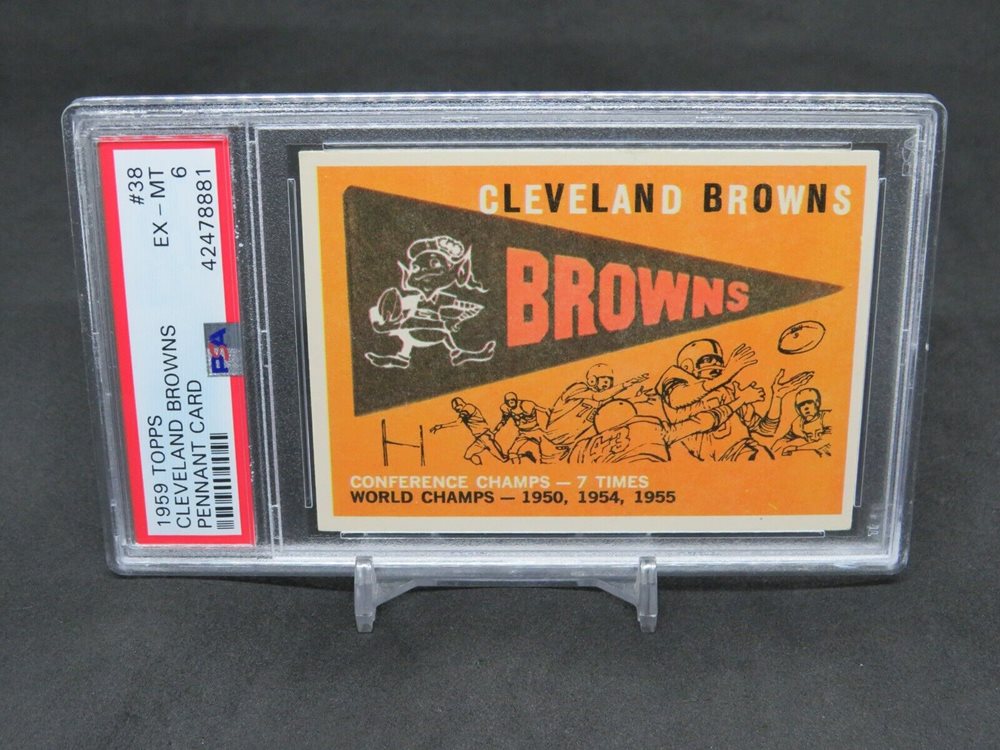 1959 TOPPS #38
CLEVELAND BROWNS EX - MT
PENNANT CARD 6
42478881
PSA
CLEVELAND BROWNS
BROWNS
CONFERENCE CHAMPS — 7 TIMES
WORLD CHAMPS — 1950, 1954, 1955